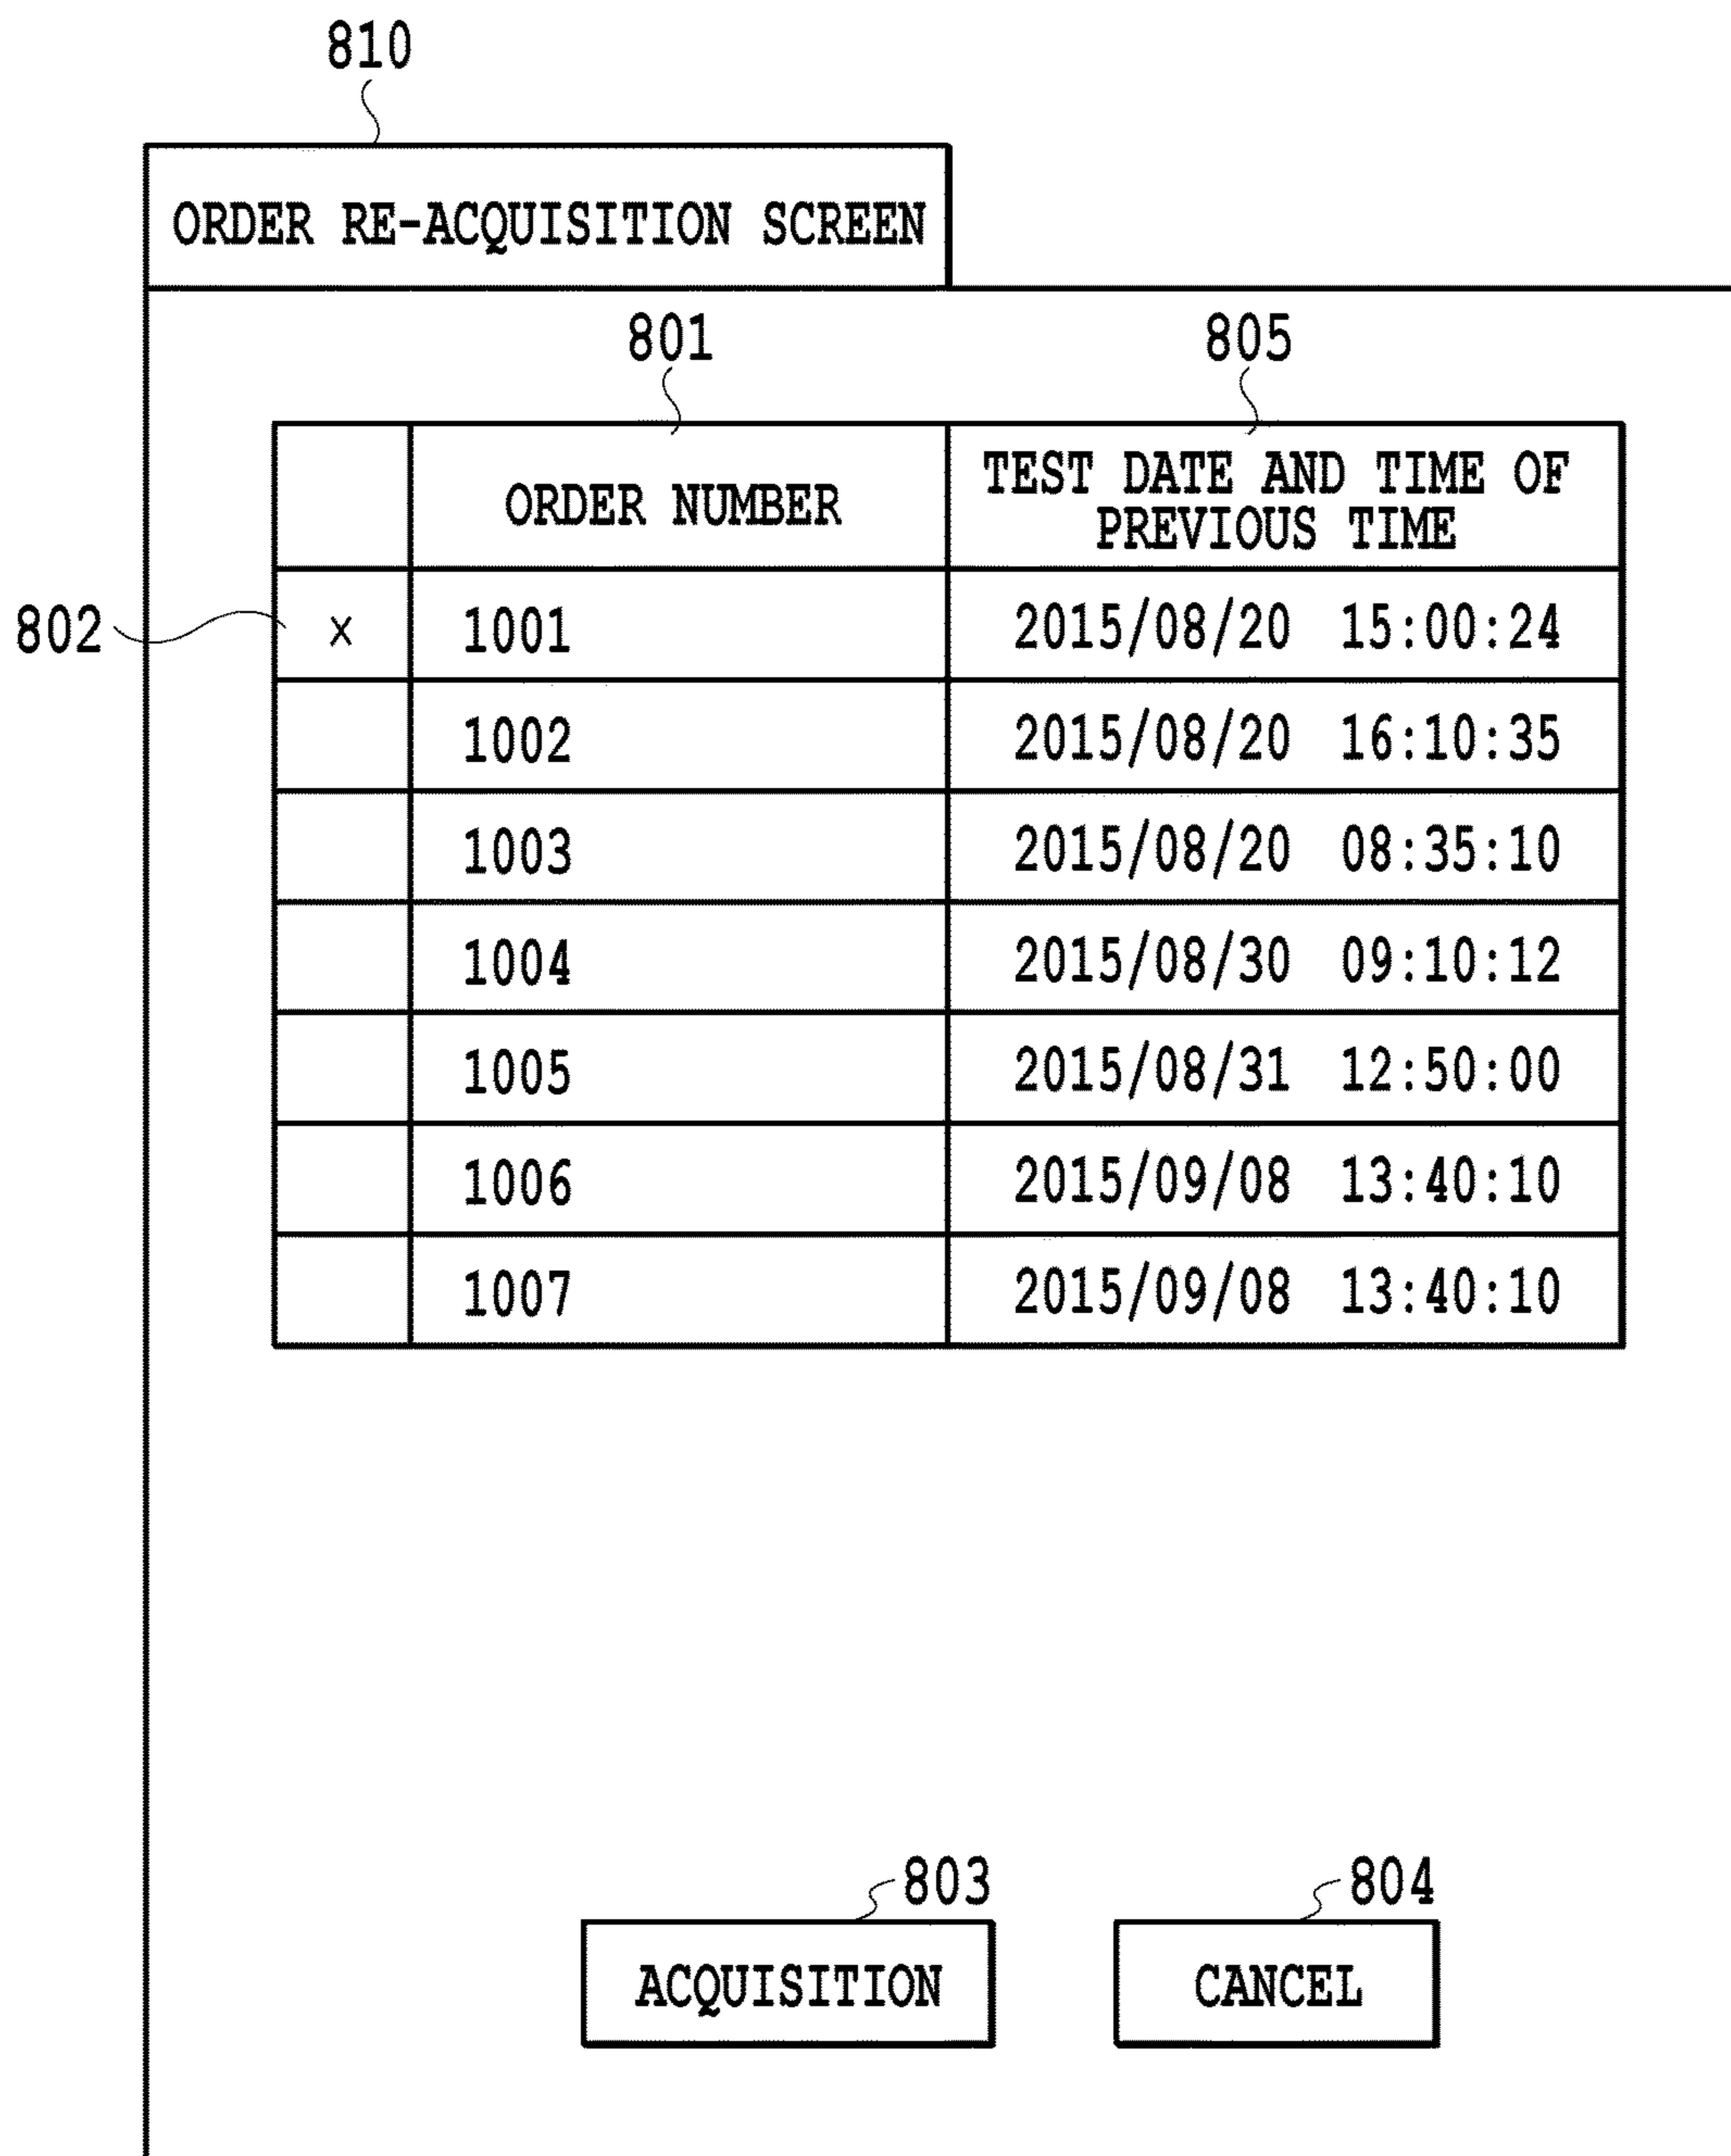 810
ORDER RE-ACQUISITION SCREEN
801 805
ORDER NUMBER TEST DATE AND TIME OF
PREVIOUS TIME
802 x 1001 2015/08/20 15:00:24
1002 2015/08/20 16:10:35
1003 2015/08/20 08:35:10
1004 2015/08/30 09:10:12
1005 2015/08/31 12:50:00
1006 2015/09/08 13:40:10
1007 2015/09/08 13:40:10
803 804
ACQUISITION CANCEL